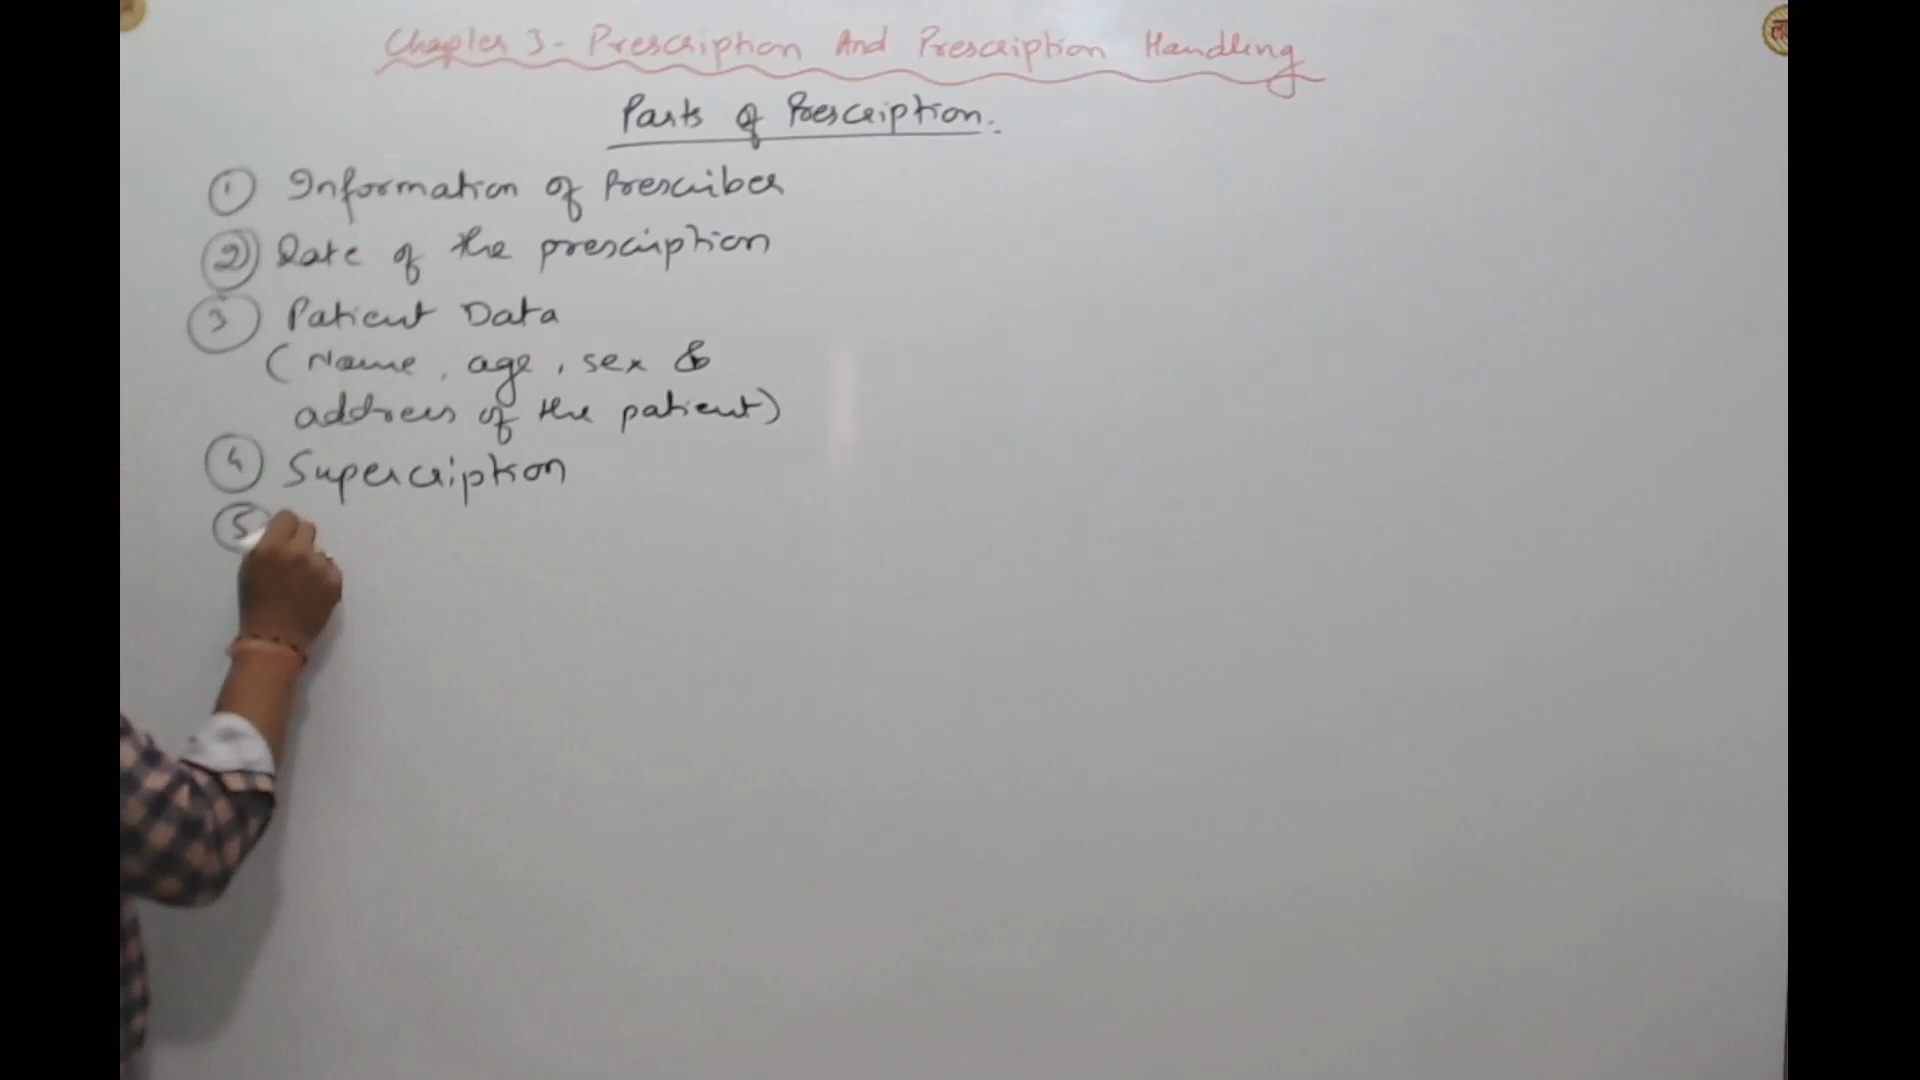 Chapter 3 - Prescription And Prescription Handling
Parts of Prescription.
1 Information of Prescriber
2 Date of the prescription
3 Patient Data
(Name, age, sex &
address of the patient)
4 Supercription
5